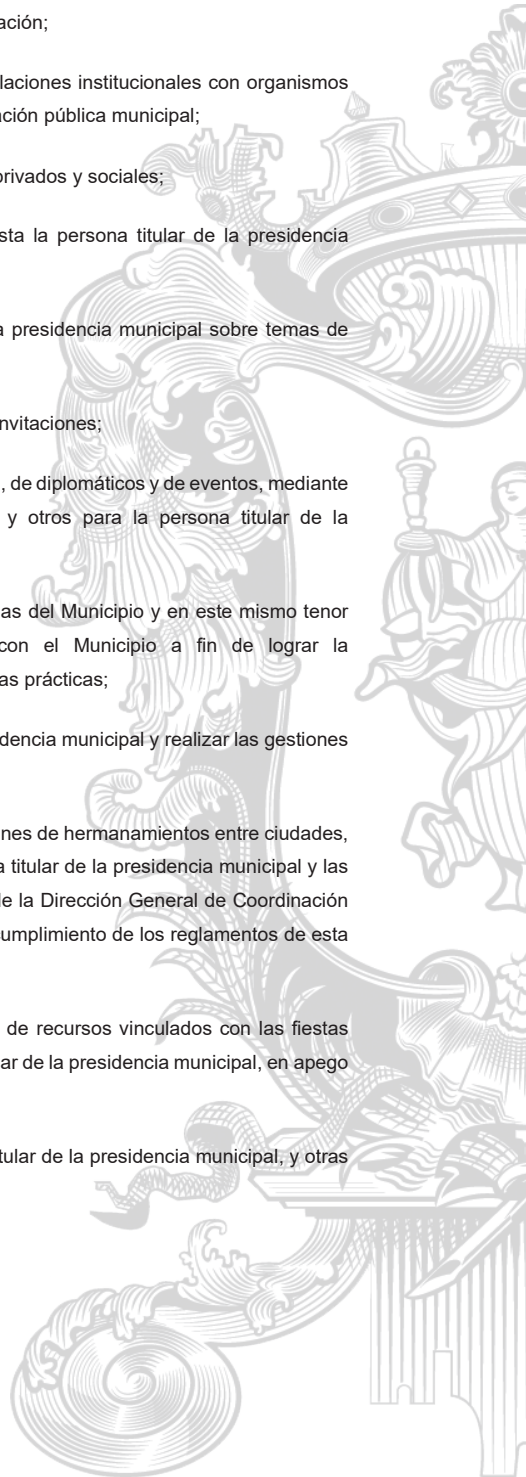 ación;
laciones institucionales con organismos
ación pública municipal;
privados y sociales;
sta la persona titular de la presidencia
a presidencia municipal sobre temas de
nvitaciones;
, de diplomáticos y de eventos, mediante
y otros para la persona titular de la
as del Municipio y en este mismo tenor
con el Municipio a fin de lograr la
as prácticas;
dencia municipal y realizar las gestiones
nes de hermanamientos entre ciudades,
a titular de la presidencia municipal y las
de la Dirección General de Coordinación
cumplimiento de los reglamentos de esta
de recursos vinculados con las fiestas
lar de la presidencia municipal, en apego
tular de la presidencia municipal, y otras